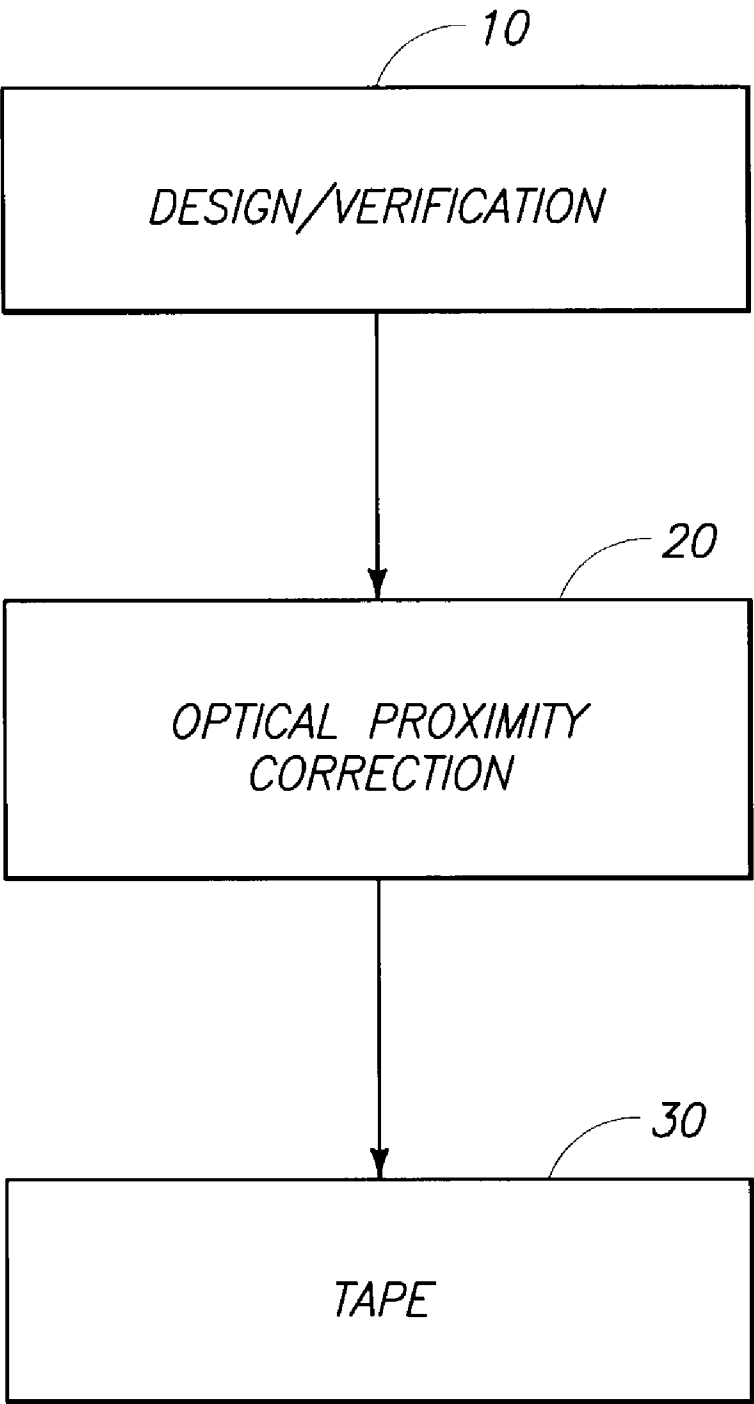 10
DESIGN/VERIFICATION
20
OPTICAL PROXIMITY
CORRECTION
30
TAPE